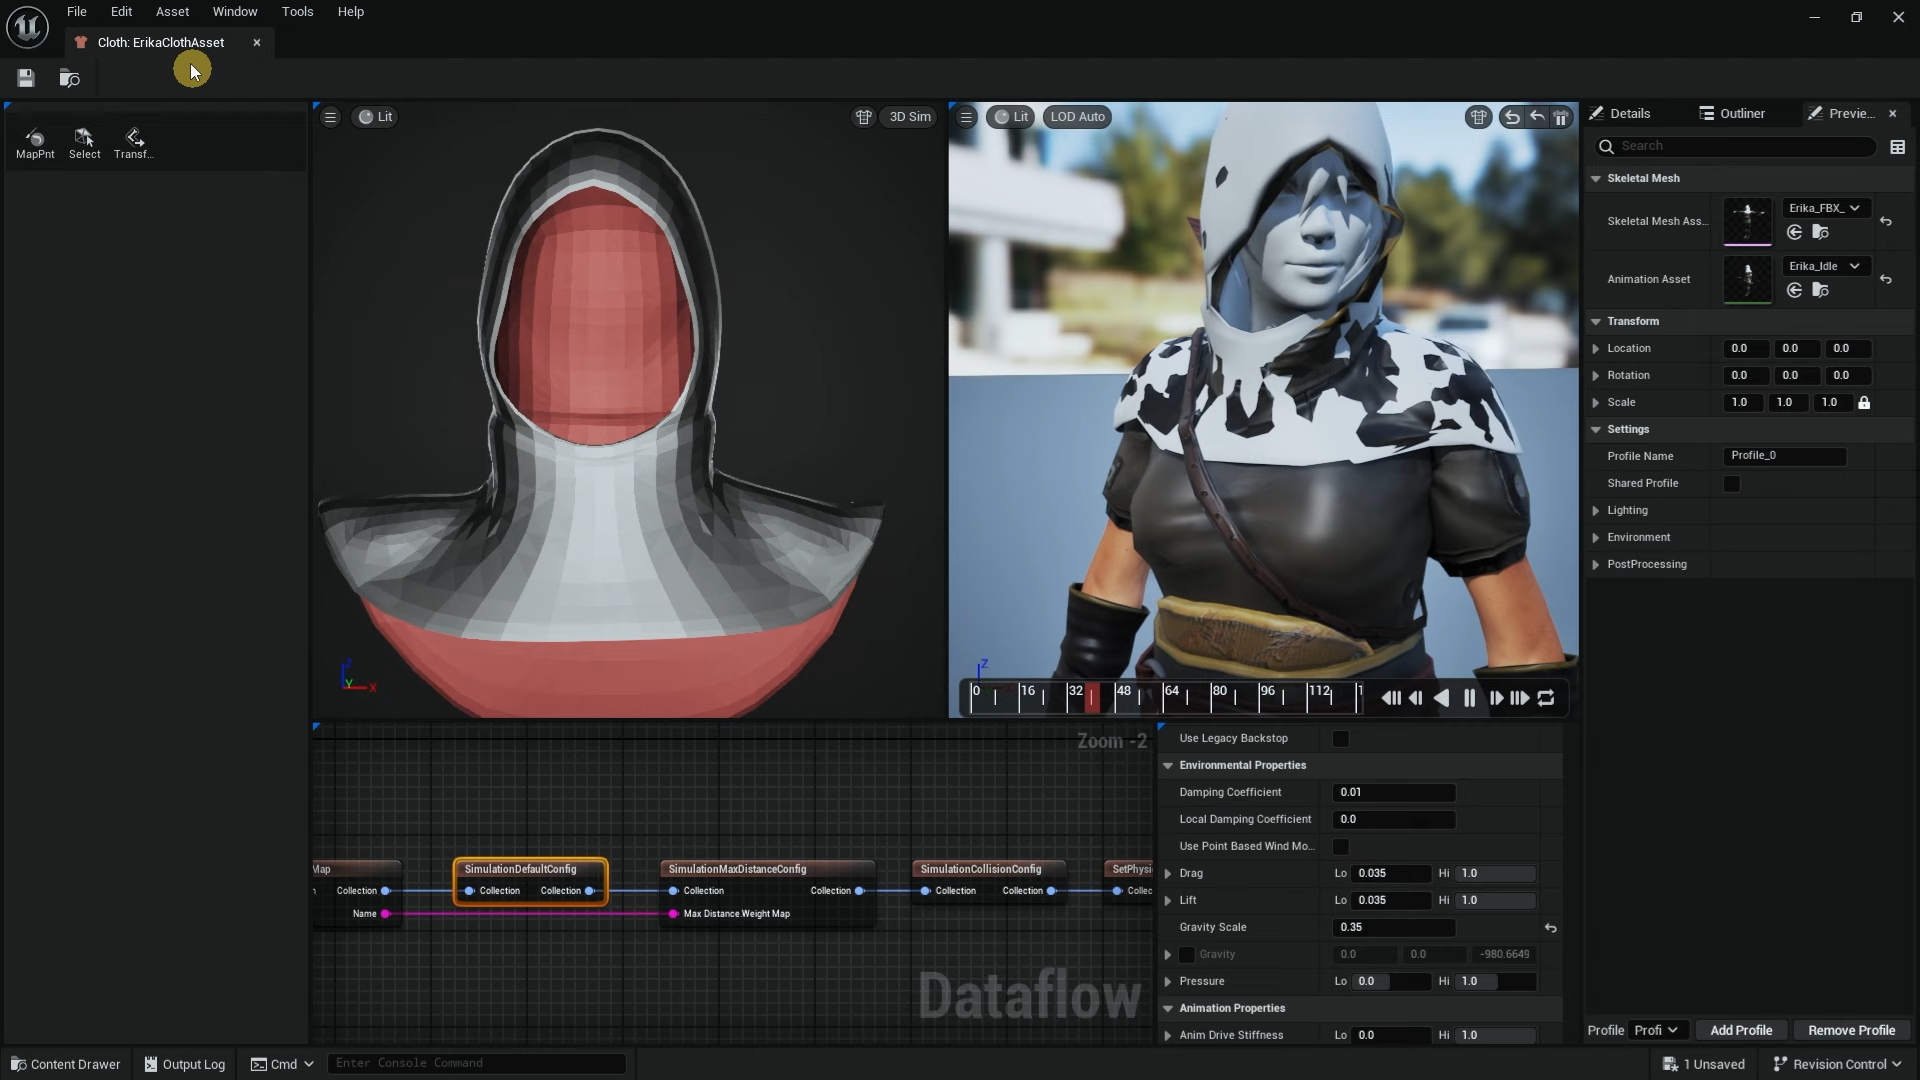 File Edit Asset Window Tools Help
Cloth: ErikaClothAsset
MapPnt Select Transf...
Lit
3D Sim
Lit LOD Auto
Details Outliner Previe...
Search
Skeletal Mesh
Skeletal Mesh Ass... Erika_FBX_
Animation Asset Erika_Idle
Transform
Location 0.0 0.0 0.0
Rotation 0.0 0.0 0.0
Scale 1.0 1.0 1.0
Settings
Profile Name Profile_0
Shared Profile
Lighting
Environment
PostProcessing
Z
Y X
Z
0 16 32 48 64 80 96 112 1
Zoom -2
Map
Collection
Name
SimulationDefaultConfig
Collection Collection
SimulationMaxDistanceConfig
Collection Collection
Max Distance.Weight Map
SimulationCollisionConfig
Collection Collection
SetPhysi
Collec
Dataflow
Use Legacy Backstop
Environmental Properties
Damping Coefficient 0.01
Local Damping Coefficient 0.0
Use Point Based Wind Mo...
Drag Lo 0.035 Hi 1.0
Lift Lo 0.035 Hi 1.0
Gravity Scale 0.35
Gravity 0.0 0.0 -980.6649
Pressure Lo 0.0 Hi 1.0
Animation Properties
Anim Drive Stiffness Lo 0.0 Hi 1.0
Profile Profi Add Profile Remove Profile
Content Drawer Output Log Cmd Enter Console Command 1 Unsaved Revision Control